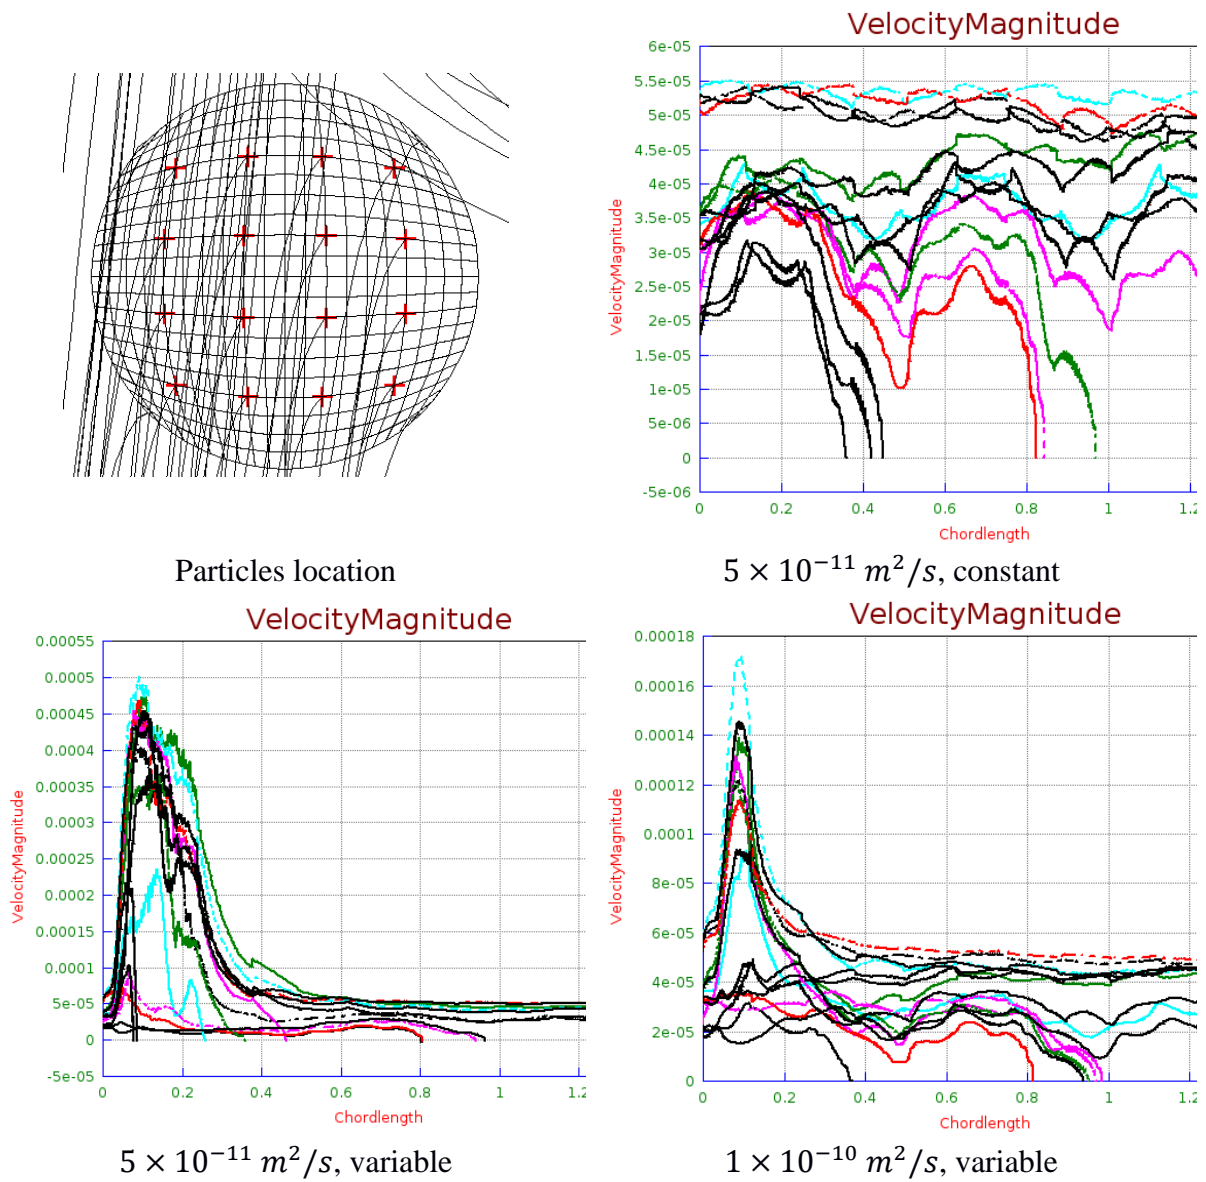 VelocityMagnitude
6e-05
5.5e-05
5e-05
4.5e-05
4e-05
3.5e-05
3e-05
2.5e-05
2e-05
1.5e-05
1e-05
5e-06
0
-5e-06
VelocityMagnitude
0 0.2 0.4 0.6 0.8 1 1.2
Chordlength
Particles location
5 × 10⁻¹¹ m²/s, constant
VelocityMagnitude
0.00055
0.0005
0.00045
0.0004
0.00035
0.0003
0.00025
0.0002
0.00015
0.0001
5e-05
0
-5e-05
VelocityMagnitude
0 0.2 0.4 0.6 0.8 1 1.2
Chordlength
5 × 10⁻¹¹ m²/s, variable
VelocityMagnitude
0.00018
0.00016
0.00014
0.00012
0.0001
8e-05
6e-05
4e-05
2e-05
0
VelocityMagnitude
0 0.2 0.4 0.6 0.8 1 1.2
Chordlength
1 × 10⁻¹⁰ m²/s, variable